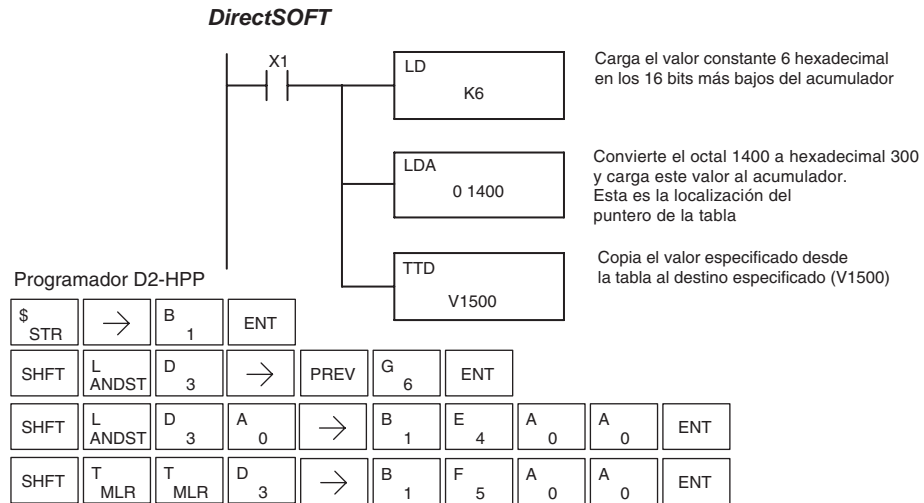 DirectSOFT
X1
LD
K6
Carga el valor constante 6 hexadecimal
en los 16 bits más bajos del acumulador
LDA
0 1400
Convierte el octal 1400 a hexadecimal 300
y carga este valor al acumulador.
Esta es la localización del
puntero de la tabla
TTD
V1500
Copia el valor especificado desde
la tabla al destino especificado (V1500)
Programador D2-HPP
$ STR → B 1 ENT
SHFT L ANDST D 3 → PREV G 6 ENT
SHFT L ANDST D 3 A 0 → B 1 E 4 A 0 A 0 ENT
SHFT T MLR T MLR D 3 → B 1 F 5 A 0 A 0 ENT